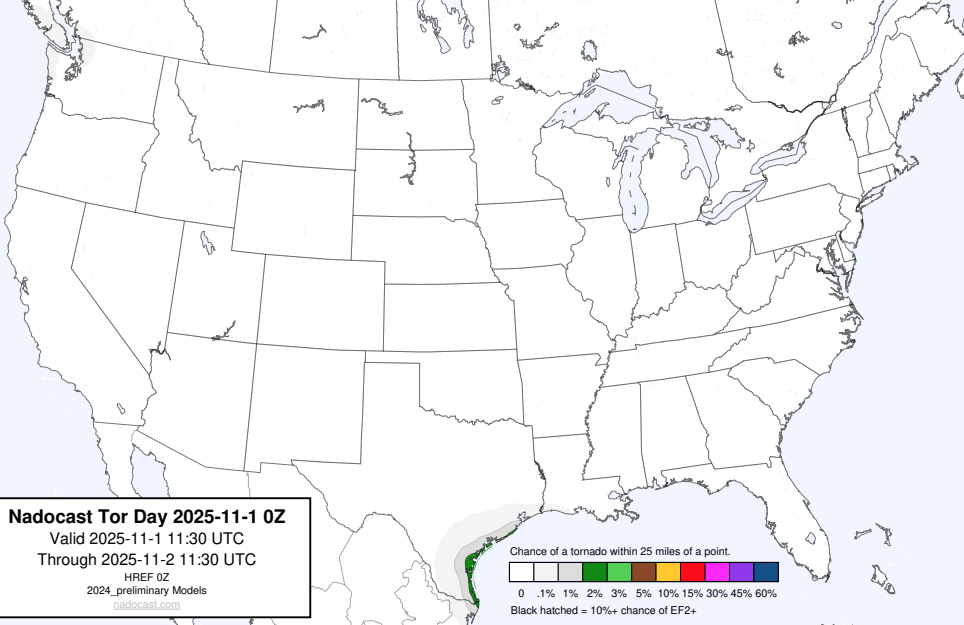 Nadocast Tor Day 2025-11-1 0Z
Valid 2025-11-1 11:30 UTC
Through 2025-11-2 11:30 UTC
HREF 0Z
2024_preliminary Models
nadocast.com
Chance of a tornado within 25 miles of a point.
0 .1% 1% 2% 3% 5% 10% 15% 30% 45% 60%
Black hatched = 10%+ chance of EF2+